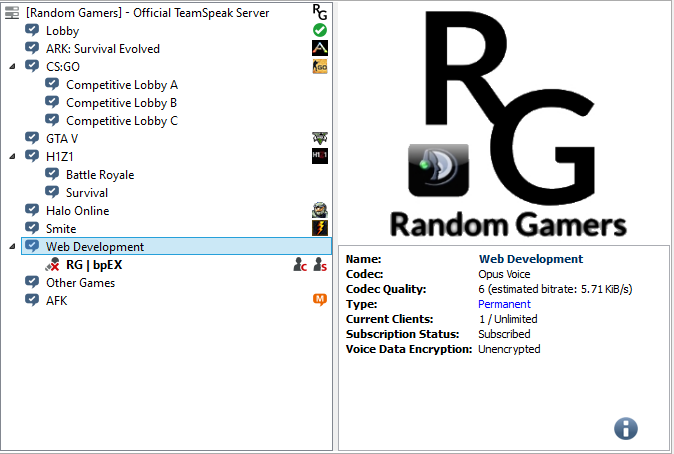 [Random Gamers] - Official TeamSpeak Server
RG
Lobby
ARK: Survival Evolved
CS:GO
GO
Competitive Lobby A
Competitive Lobby B
Competitive Lobby C
GTA V
V
H1Z1
H1Z1
Battle Royale
Survival
Halo Online
Smite
Web Development
RG | bpEX
C
S
Other Games
AFK
M
RG
Random Gamers
Name: Web Development
Codec: Opus Voice
Codec Quality: 6 (estimated bitrate: 5.71 KiB/s)
Type: Permanent
Current Clients: 1 / Unlimited
Subscription Status: Subscribed
Voice Data Encryption: Unencrypted
i